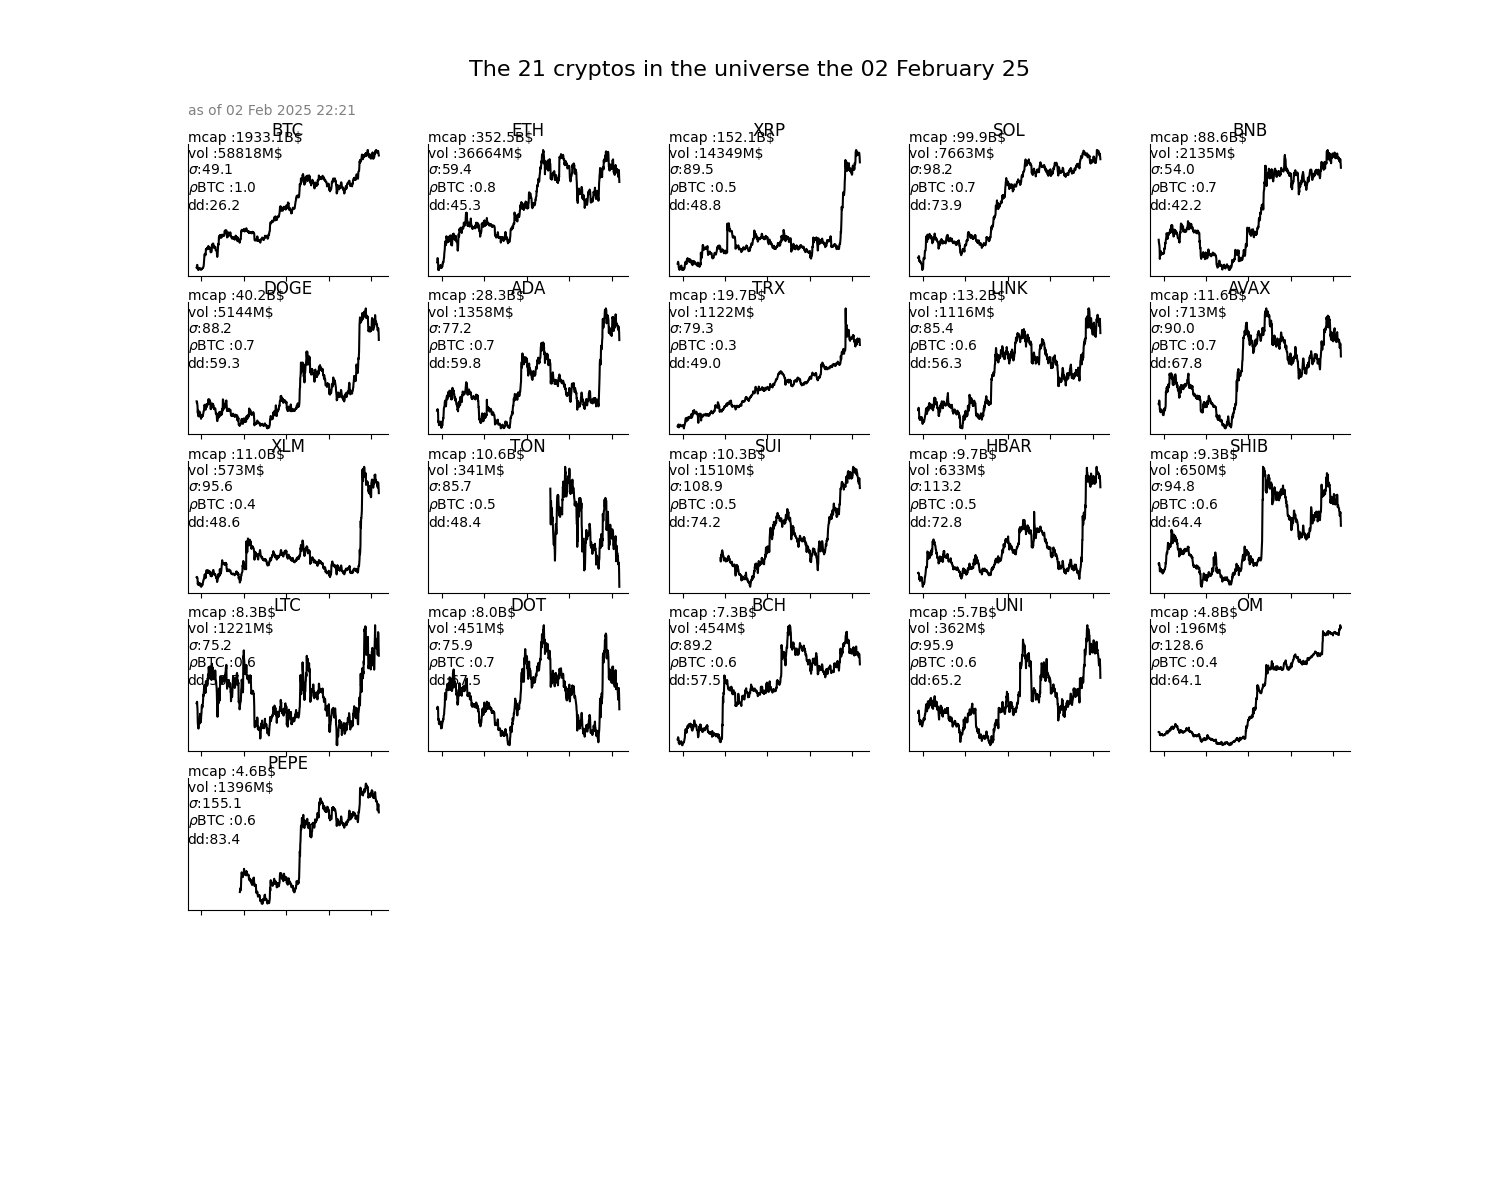 The 21 cryptos in the universe the 02 February 25
as of 02 Feb 2025 22:21
BTC
mcap :1933.1B$
vol :58818M$
σ:49.1
ρBTC :1.0
dd:26.2
ETH
mcap :352.5B$
vol :36664M$
σ:59.4
ρBTC :0.8
dd:45.3
XRP
mcap :152.1B$
vol :14349M$
σ:89.5
ρBTC :0.5
dd:48.8
SOL
mcap :99.9B$
vol :7663M$
σ:98.2
ρBTC :0.7
dd:73.9
BNB
mcap :88.6B$
vol :2135M$
σ:54.0
ρBTC :0.7
dd:42.2
DOGE
mcap :40.2B$
vol :5144M$
σ:88.2
ρBTC :0.7
dd:59.3
ADA
mcap :28.3B$
vol :1358M$
σ:77.2
ρBTC :0.7
dd:59.8
TRX
mcap :19.7B$
vol :1122M$
σ:79.3
ρBTC :0.3
dd:49.0
LINK
mcap :13.2B$
vol :1116M$
σ:85.4
ρBTC :0.6
dd:56.3
AVAX
mcap :11.6B$
vol :713M$
σ:90.0
ρBTC :0.7
dd:67.8
XLM
mcap :11.0B$
vol :573M$
σ:95.6
ρBTC :0.4
dd:48.6
TON
mcap :10.6B$
vol :341M$
σ:85.7
ρBTC :0.5
dd:48.4
SUI
mcap :10.3B$
vol :1510M$
σ:108.9
ρBTC :0.5
dd:74.2
HBAR
mcap :9.7B$
vol :633M$
σ:113.2
ρBTC :0.5
dd:72.8
SHIB
mcap :9.3B$
vol :650M$
σ:94.8
ρBTC :0.6
dd:64.4
LTC
mcap :8.3B$
vol :1221M$
σ:75.2
ρBTC :0.6
DOT
mcap :8.0B$
vol :451M$
σ:75.9
ρBTC :0.7
dd:57.5
BCH
mcap :7.3B$
vol :454M$
σ:89.2
ρBTC :0.6
dd:57.5
UNI
mcap :5.7B$
vol :362M$
σ:95.9
ρBTC :0.6
dd:65.2
OM
mcap :4.8B$
vol :196M$
σ:128.6
ρBTC :0.4
dd:64.1
PEPE
mcap :4.6B$
vol :1396M$
σ:155.1
ρBTC :0.6
dd:83.4